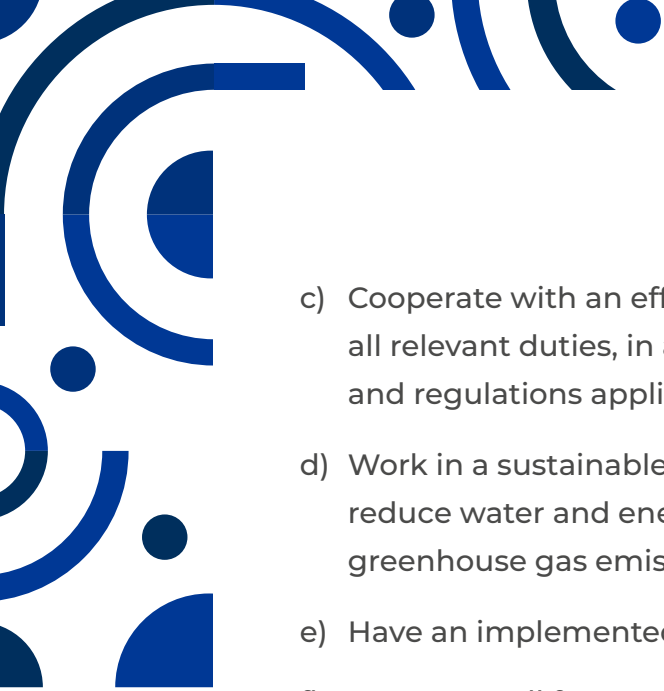 c) Cooperate with an eff
all relevant duties, in a
and regulations appli
d) Work in a sustainable
reduce water and ene
greenhouse gas emis
e) Have an implemented